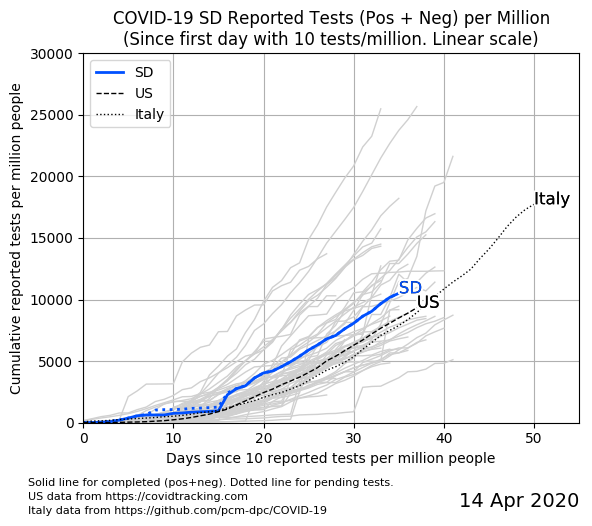 COVID-19 SD Reported Tests (Pos + Neg) per Million
(Since first day with 10 tests/million. Linear scale)
Cumulative reported tests per million people
30000
25000
20000
15000
10000
5000
0
SD
US
Italy
Italy
SD
US
0 10 20 30 40 50
Days since 10 reported tests per million people
Solid line for completed (pos+neg). Dotted line for pending tests.
US data from https://covidtracking.com
Italy data from https://github.com/pcm-dpc/COVID-19
14 Apr 2020